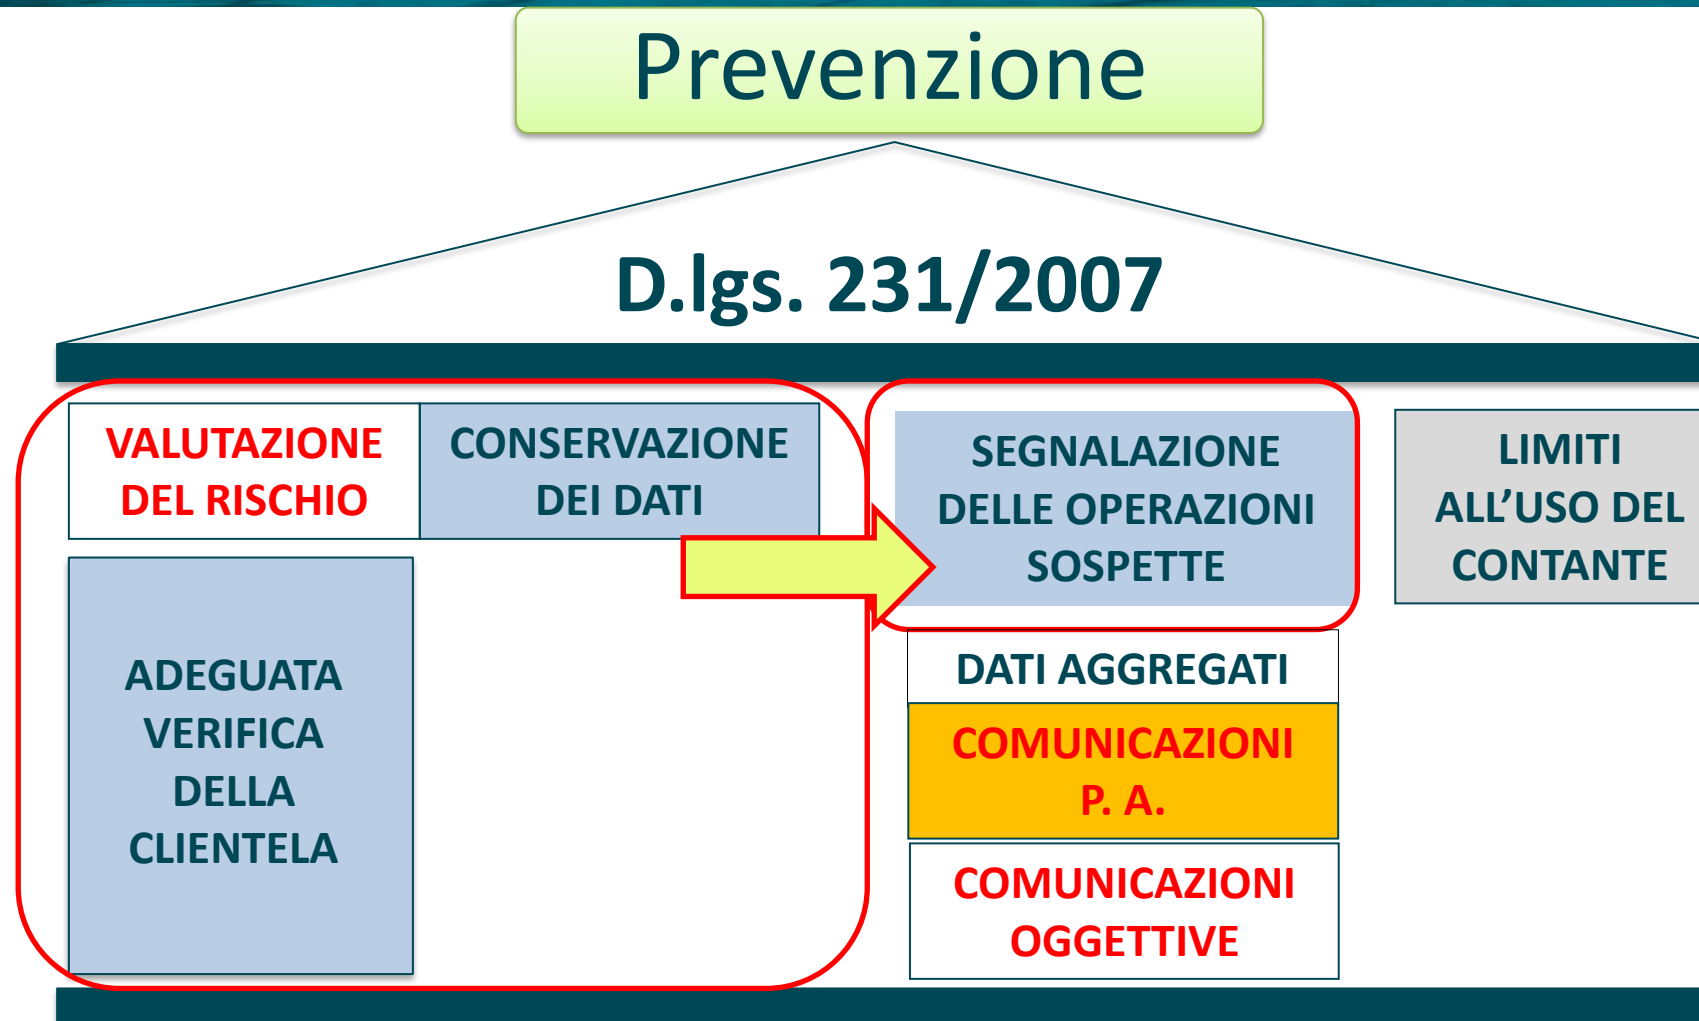 Prevenzione
D.lgs. 231/2007
VALUTAZIONE
DEL RISCHIO
CONSERVAZIONE
DEI DATI
ADEGUATA
VERIFICA
DELLA
CLIENTELA
SEGNALAZIONE
DELLE OPERAZIONI
SOSPETTE
DATI AGGREGATI
COMUNICAZIONI
P. A.
COMUNICAZIONI
OGGETTIVE
LIMITI
ALL’USO DEL
CONTANTE